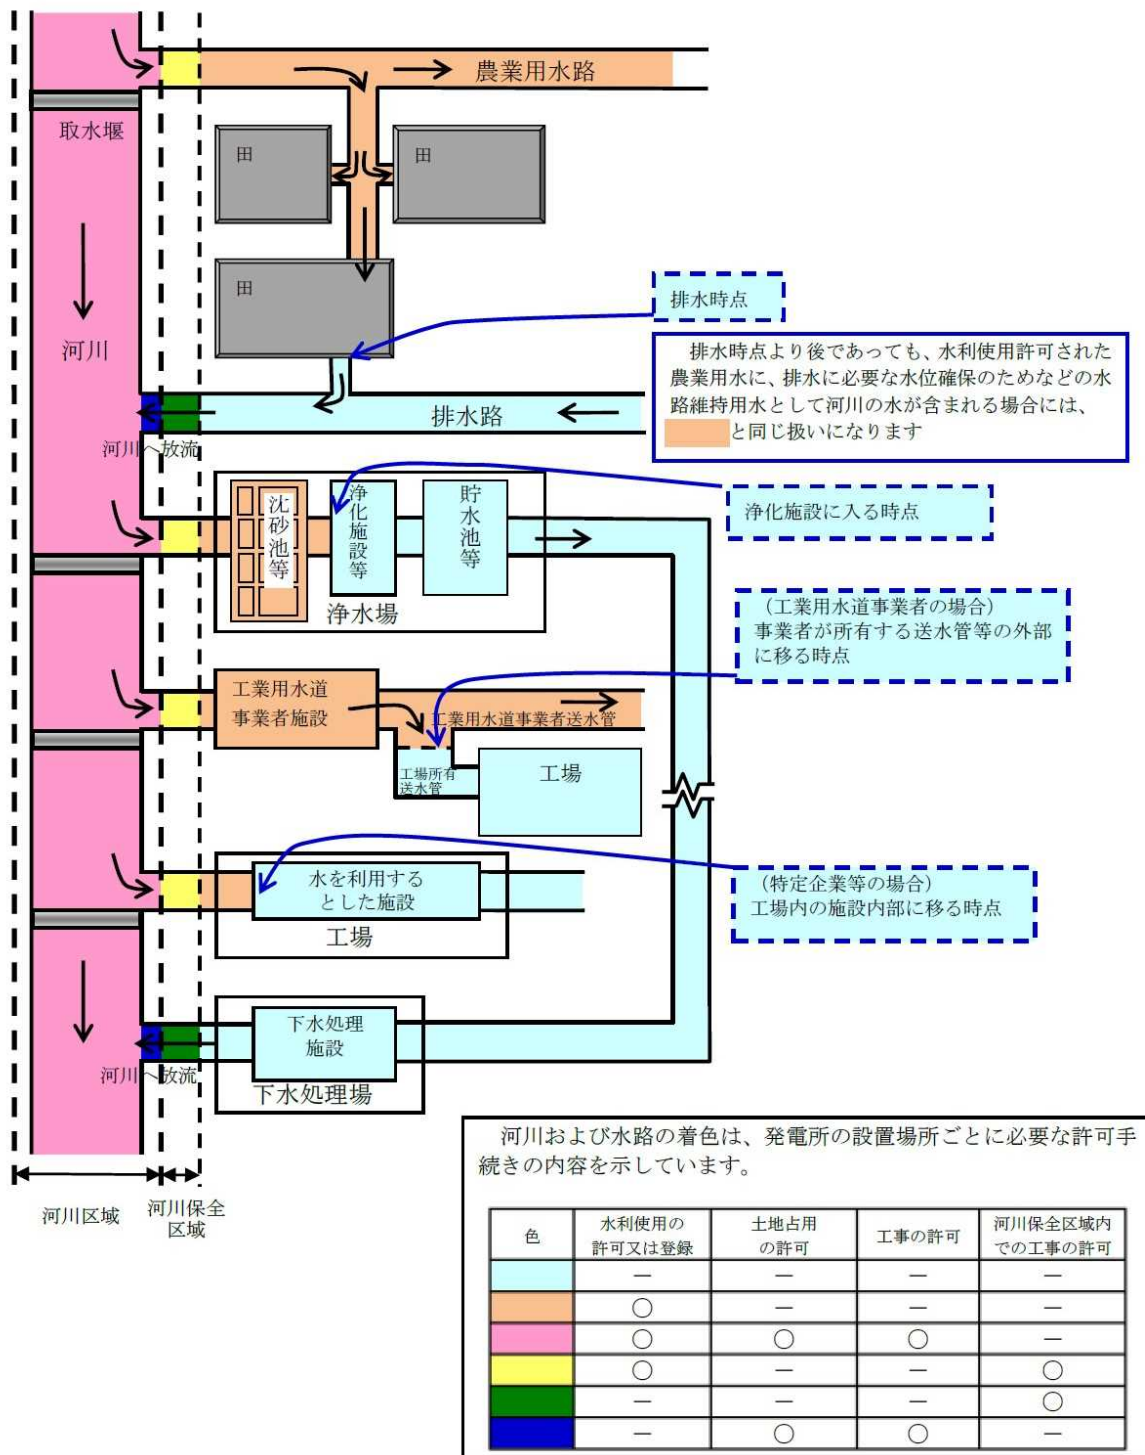 農業用水路
取水堰
田
田
田
河川
排水時点
排水時点より後であっても、水利使用許可された
農業用水に、排水に必要な水位確保のためなどの水
路維持用水として河川の水が含まれる場合には、
と同じ扱いになります
排水路
河川へ放流
沈砂池等
浄化施設等
貯水池等
浄水場
浄化施設に入る時点
(工業用水道事業者の場合)
事業者が所有する送水管等の外部
に移る時点
工業用水道
事業者施設
工業用水道事業者送水管
工場所有
送水管
工場
水を利用する
とした施設
工場
(特定企業等の場合)
工場内の施設内部に移る時点
下水処理
施設
河川へ放流
下水処理場
河川区域
河川保全
区域
河川および水路の着色は、発電所の設置場所ごとに必要な許可手
続きの内容を示しています。
色 水利使用の許可又は登録 土地占用の許可 工事の許可 河川保全区域内での工事の許可
― ― ― ―
○ ― ― ―
○ ○ ○ ―
○ ― ― ○
― ― ― ○
― ○ ○ ―